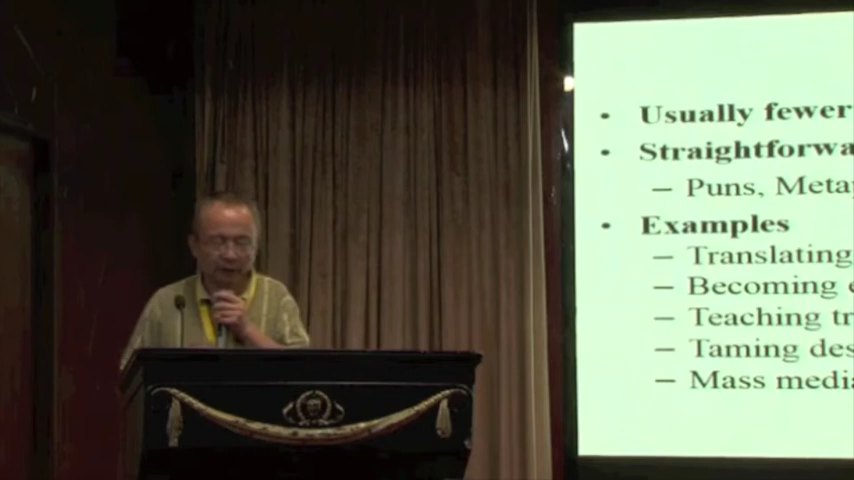 • Usually fewer
• Straightforwa
– Puns, Meta
• Examples
– Translating
– Becoming
– Teaching tr
– Taming des
– Mass media